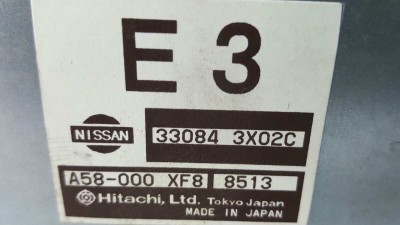 E 3
NISSAN 33084 3X02C
A58-000 XF8 8513
Hitachi, Ltd. Tokyo Japan
MADE IN JAPAN